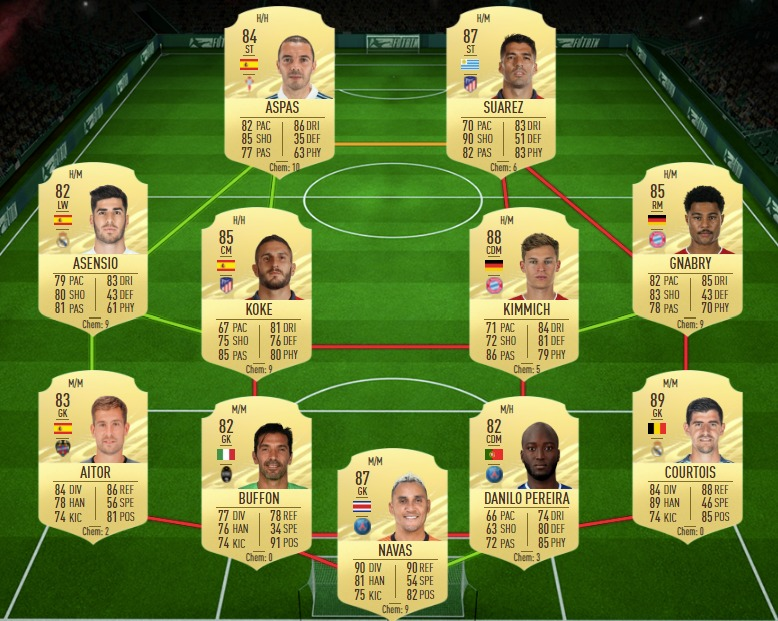 H/H
84
ST
ASPAS
82 PAC 86 DRI
85 SHO 35 DEF
77 PAS 63 PHY
Chem: 10
H/M
87
ST
SUÁREZ
70 PAC 83 DRI
90 SHO 51 DEF
82 PAS 83 PHY
Chem: 6
H/M
82
LW
ASENSIO
79 PAC 83 DRI
80 SHO 43 DEF
81 PAS 61 PHY
Chem: 9
H/H
85
CM
KOKE
67 PAC 81 DRI
75 SHO 76 DEF
85 PAS 80 PHY
Chem: 9
H/M
88
CDM
KIMMICH
71 PAC 84 DRI
72 SHO 81 DEF
86 PAS 79 PHY
Chem: 5
H/M
85
RM
GNABRY
82 PAC 85 DRI
83 SHO 43 DEF
78 PAS 70 PHY
Chem: 9
M/M
83
GK
AITOR
84 DIV 86 REF
78 HAN 56 SPE
74 KIC 81 POS
Chem: 2
M/M
82
GK
BUFFON
77 DIV 78 REF
76 HAN 34 SPE
74 KIC 91 POS
Chem: 0
M/M
87
GK
NAVAS
90 DIV 90 REF
81 HAN 54 SPE
75 KIC 82 POS
Chem: 9
M/H
82
CDM
DANILO PEREIRA
66 PAC 74 DRI
63 SHO 80 DEF
72 PAS 85 PHY
Chem: 3
M/M
89
GK
COURTOIS
84 DIV 88 REF
89 HAN 46 SPE
74 KIC 85 POS
Chem: 0